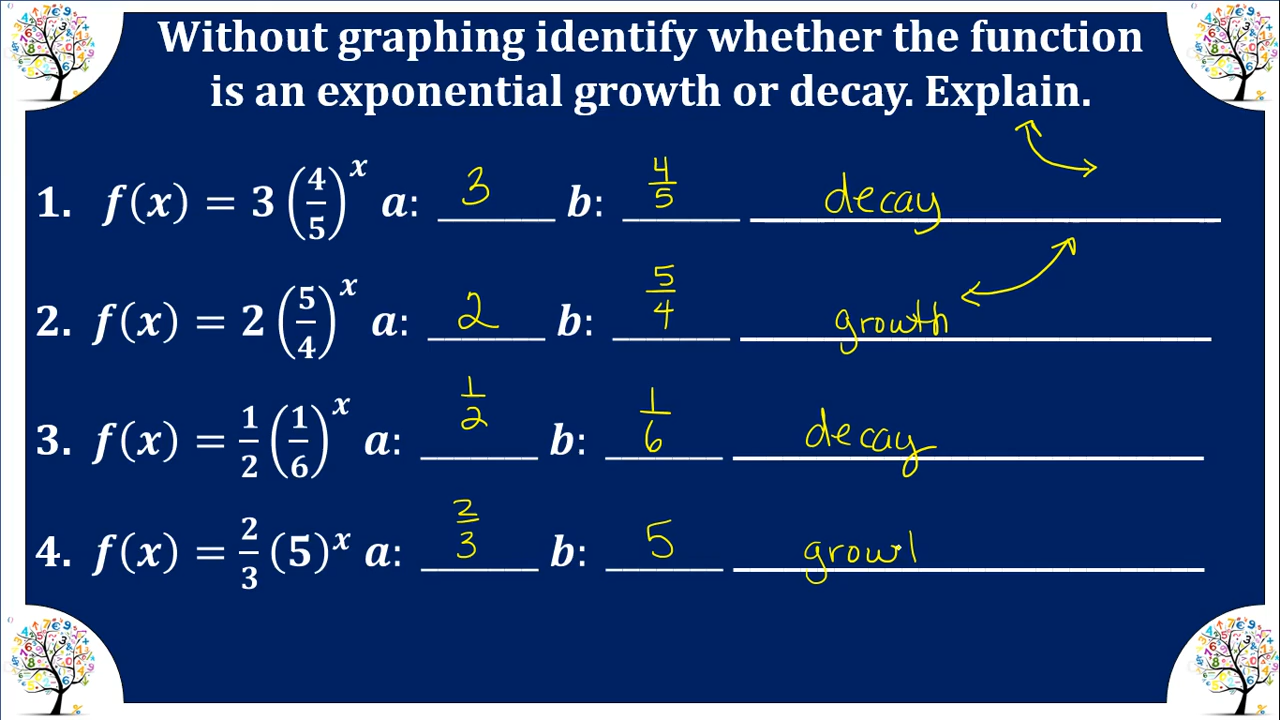 Without graphing identify whether the function
is an exponential growth or decay. Explain.
1. f(x) = 3 (4/5)^x a: 3 b: 4/5 decay
2. f(x) = 2 (5/4)^x a: 2 b: 5/4 growth
3. f(x) = 1/2 (1/6)^x a: 1/2 b: 1/6 decay
4. f(x) = 2/3 (5)^x a: 2/3 b: 5 growl